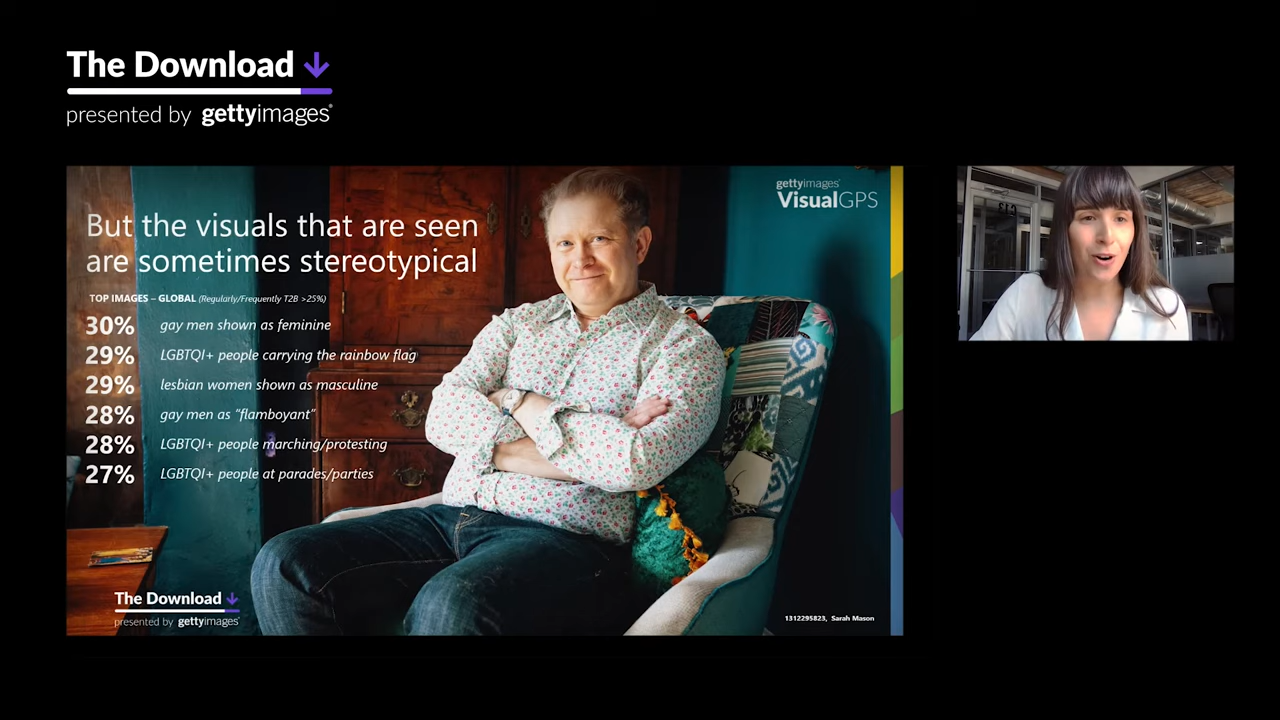 The Download
presented by gettyimages®
gettyimages®
VisualGPS
But the visuals that are seen
are sometimes stereotypical
TOP IMAGES – GLOBAL (Regularly/Frequently T2B >25%)
30% gay men shown as feminine
29% LGBTQI+ people carrying the rainbow flag
29% lesbian women shown as masculine
28% gay men as “flamboyant”
28% LGBTQI+ people marching/protesting
27% LGBTQI+ people at parades/parties
The Download
presented by gettyimages®
1312295823, Sarah Mason